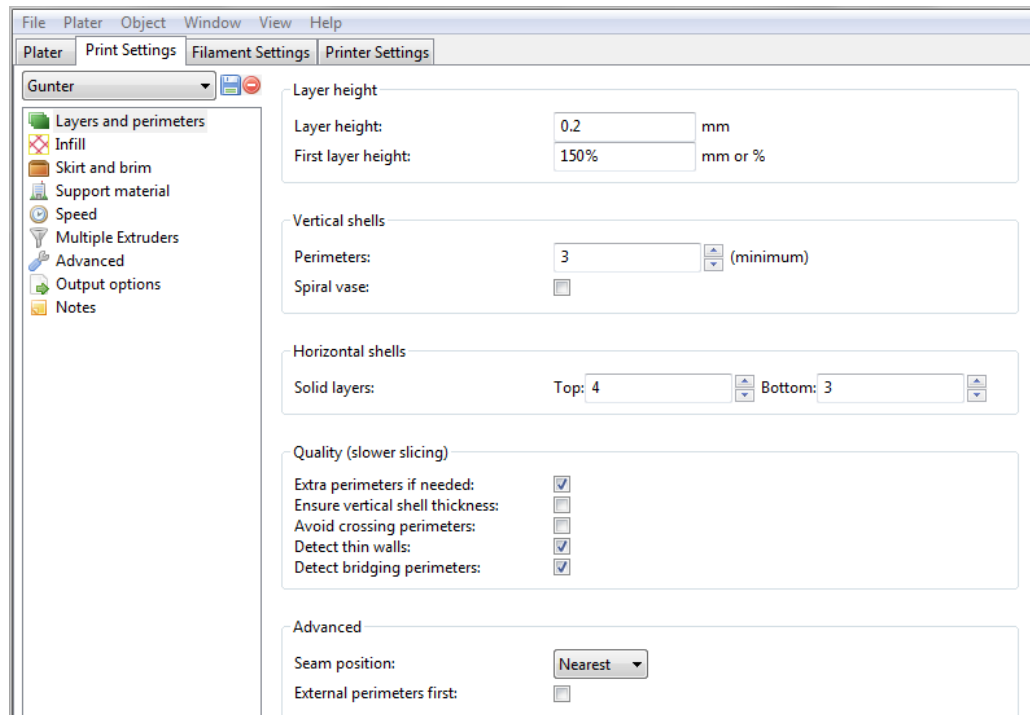 File Plater Object Window View Help
Plater Print Settings Filament Settings Printer Settings
Gunter
Layers and perimeters
Infill
Skirt and brim
Support material
Speed
Multiple Extruders
Advanced
Output options
Notes
Layer height
Layer height: 0.2 mm
First layer height: 150% mm or %
Vertical shells
Perimeters: 3 (minimum)
Spiral vase:
Horizontal shells
Solid layers: Top: 4 Bottom: 3
Quality (slower slicing)
Extra perimeters if needed:
Ensure vertical shell thickness:
Avoid crossing perimeters:
Detect thin walls:
Detect bridging perimeters:
Advanced
Seam position: Nearest
External perimeters first: